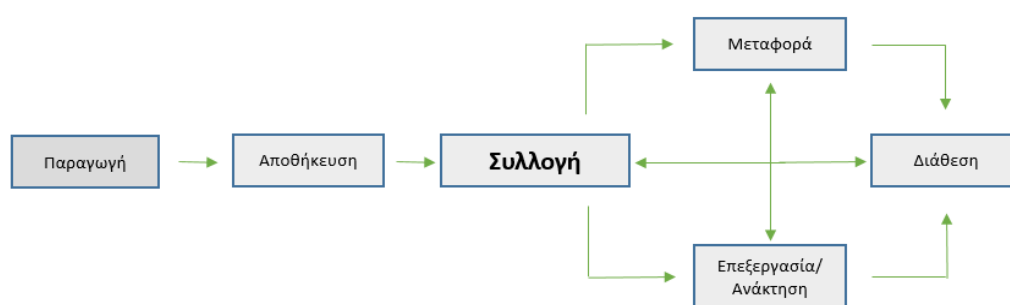 Μεταφορά
Παραγωγή
Αποθήκευση
Συλλογή
Διάθεση
Επεξεργασία/
Ανάκτηση